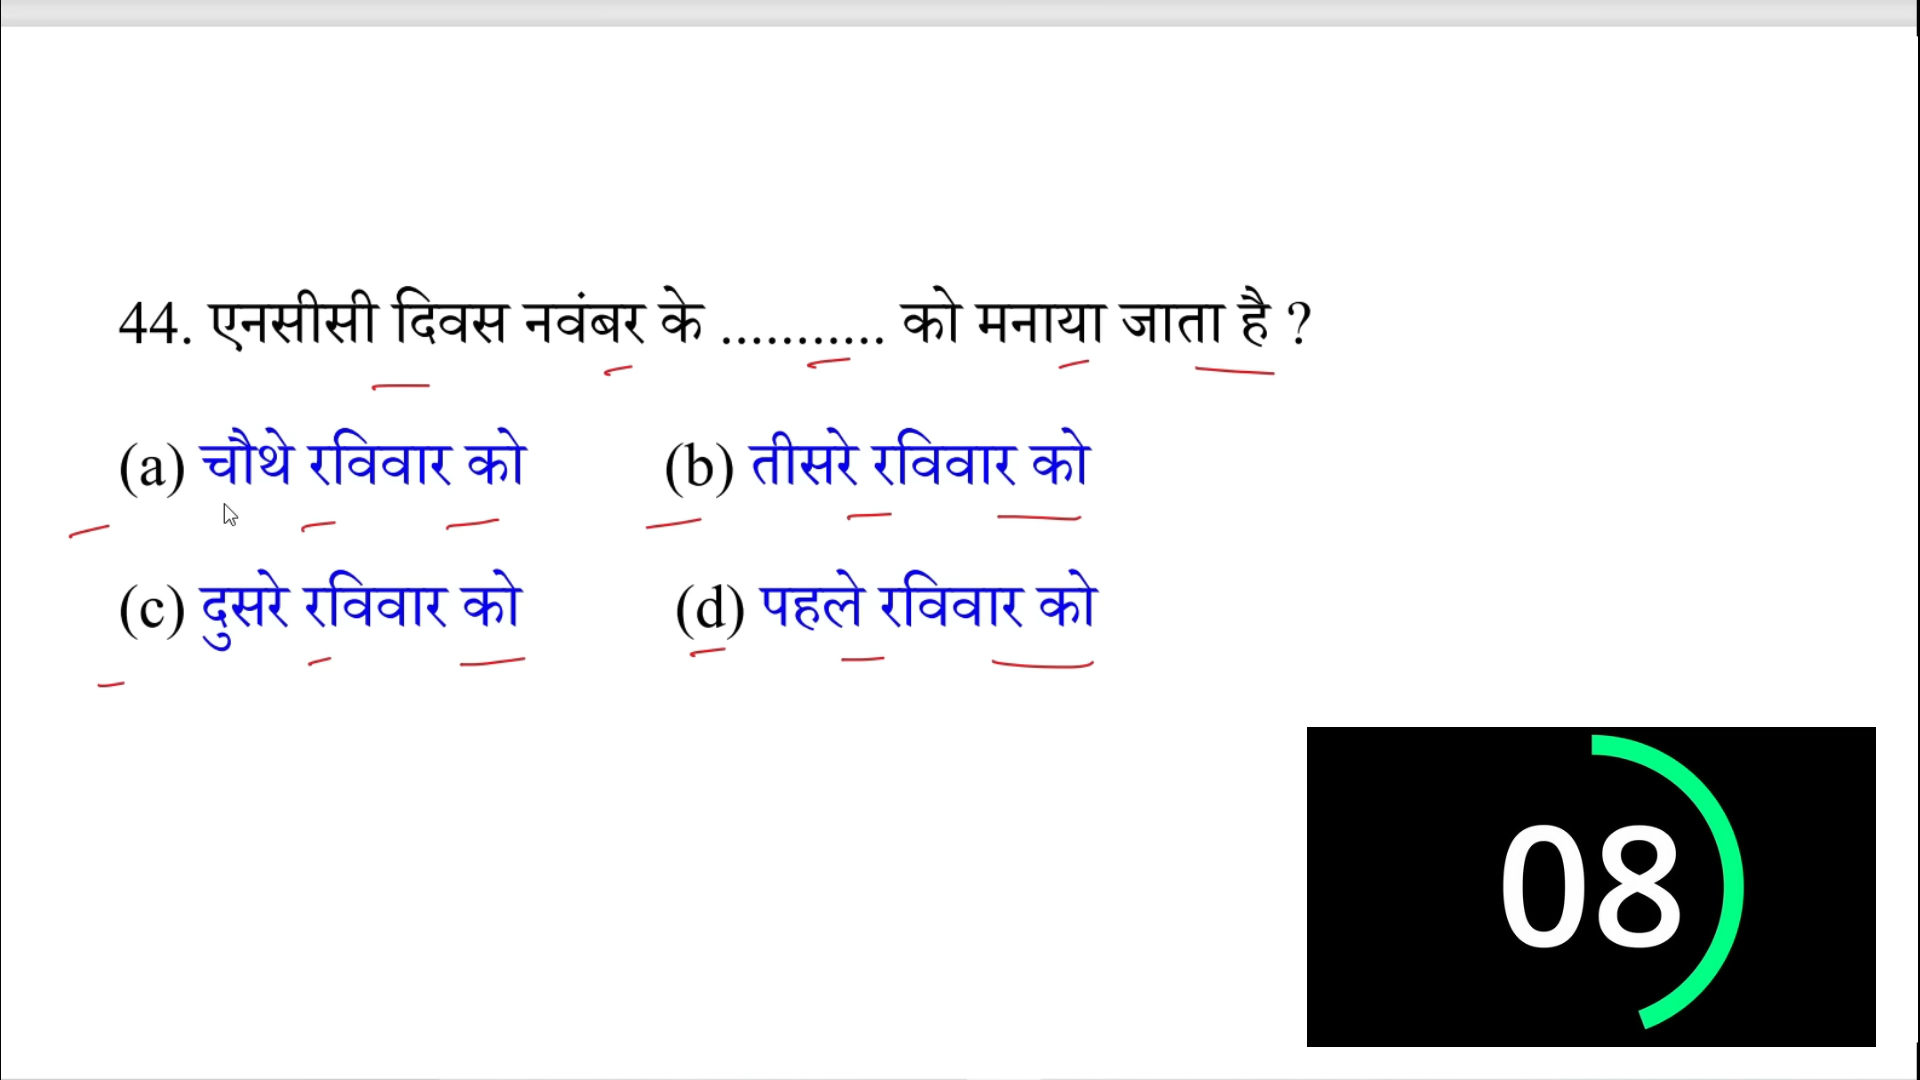 44. एनसीसी दिवस नवंबर के ........... को मनाया जाता है ?
(a) चौथे रविवार को (b) तीसरे रविवार को
(c) दुसरे रविवार को (d) पहले रविवार को
08